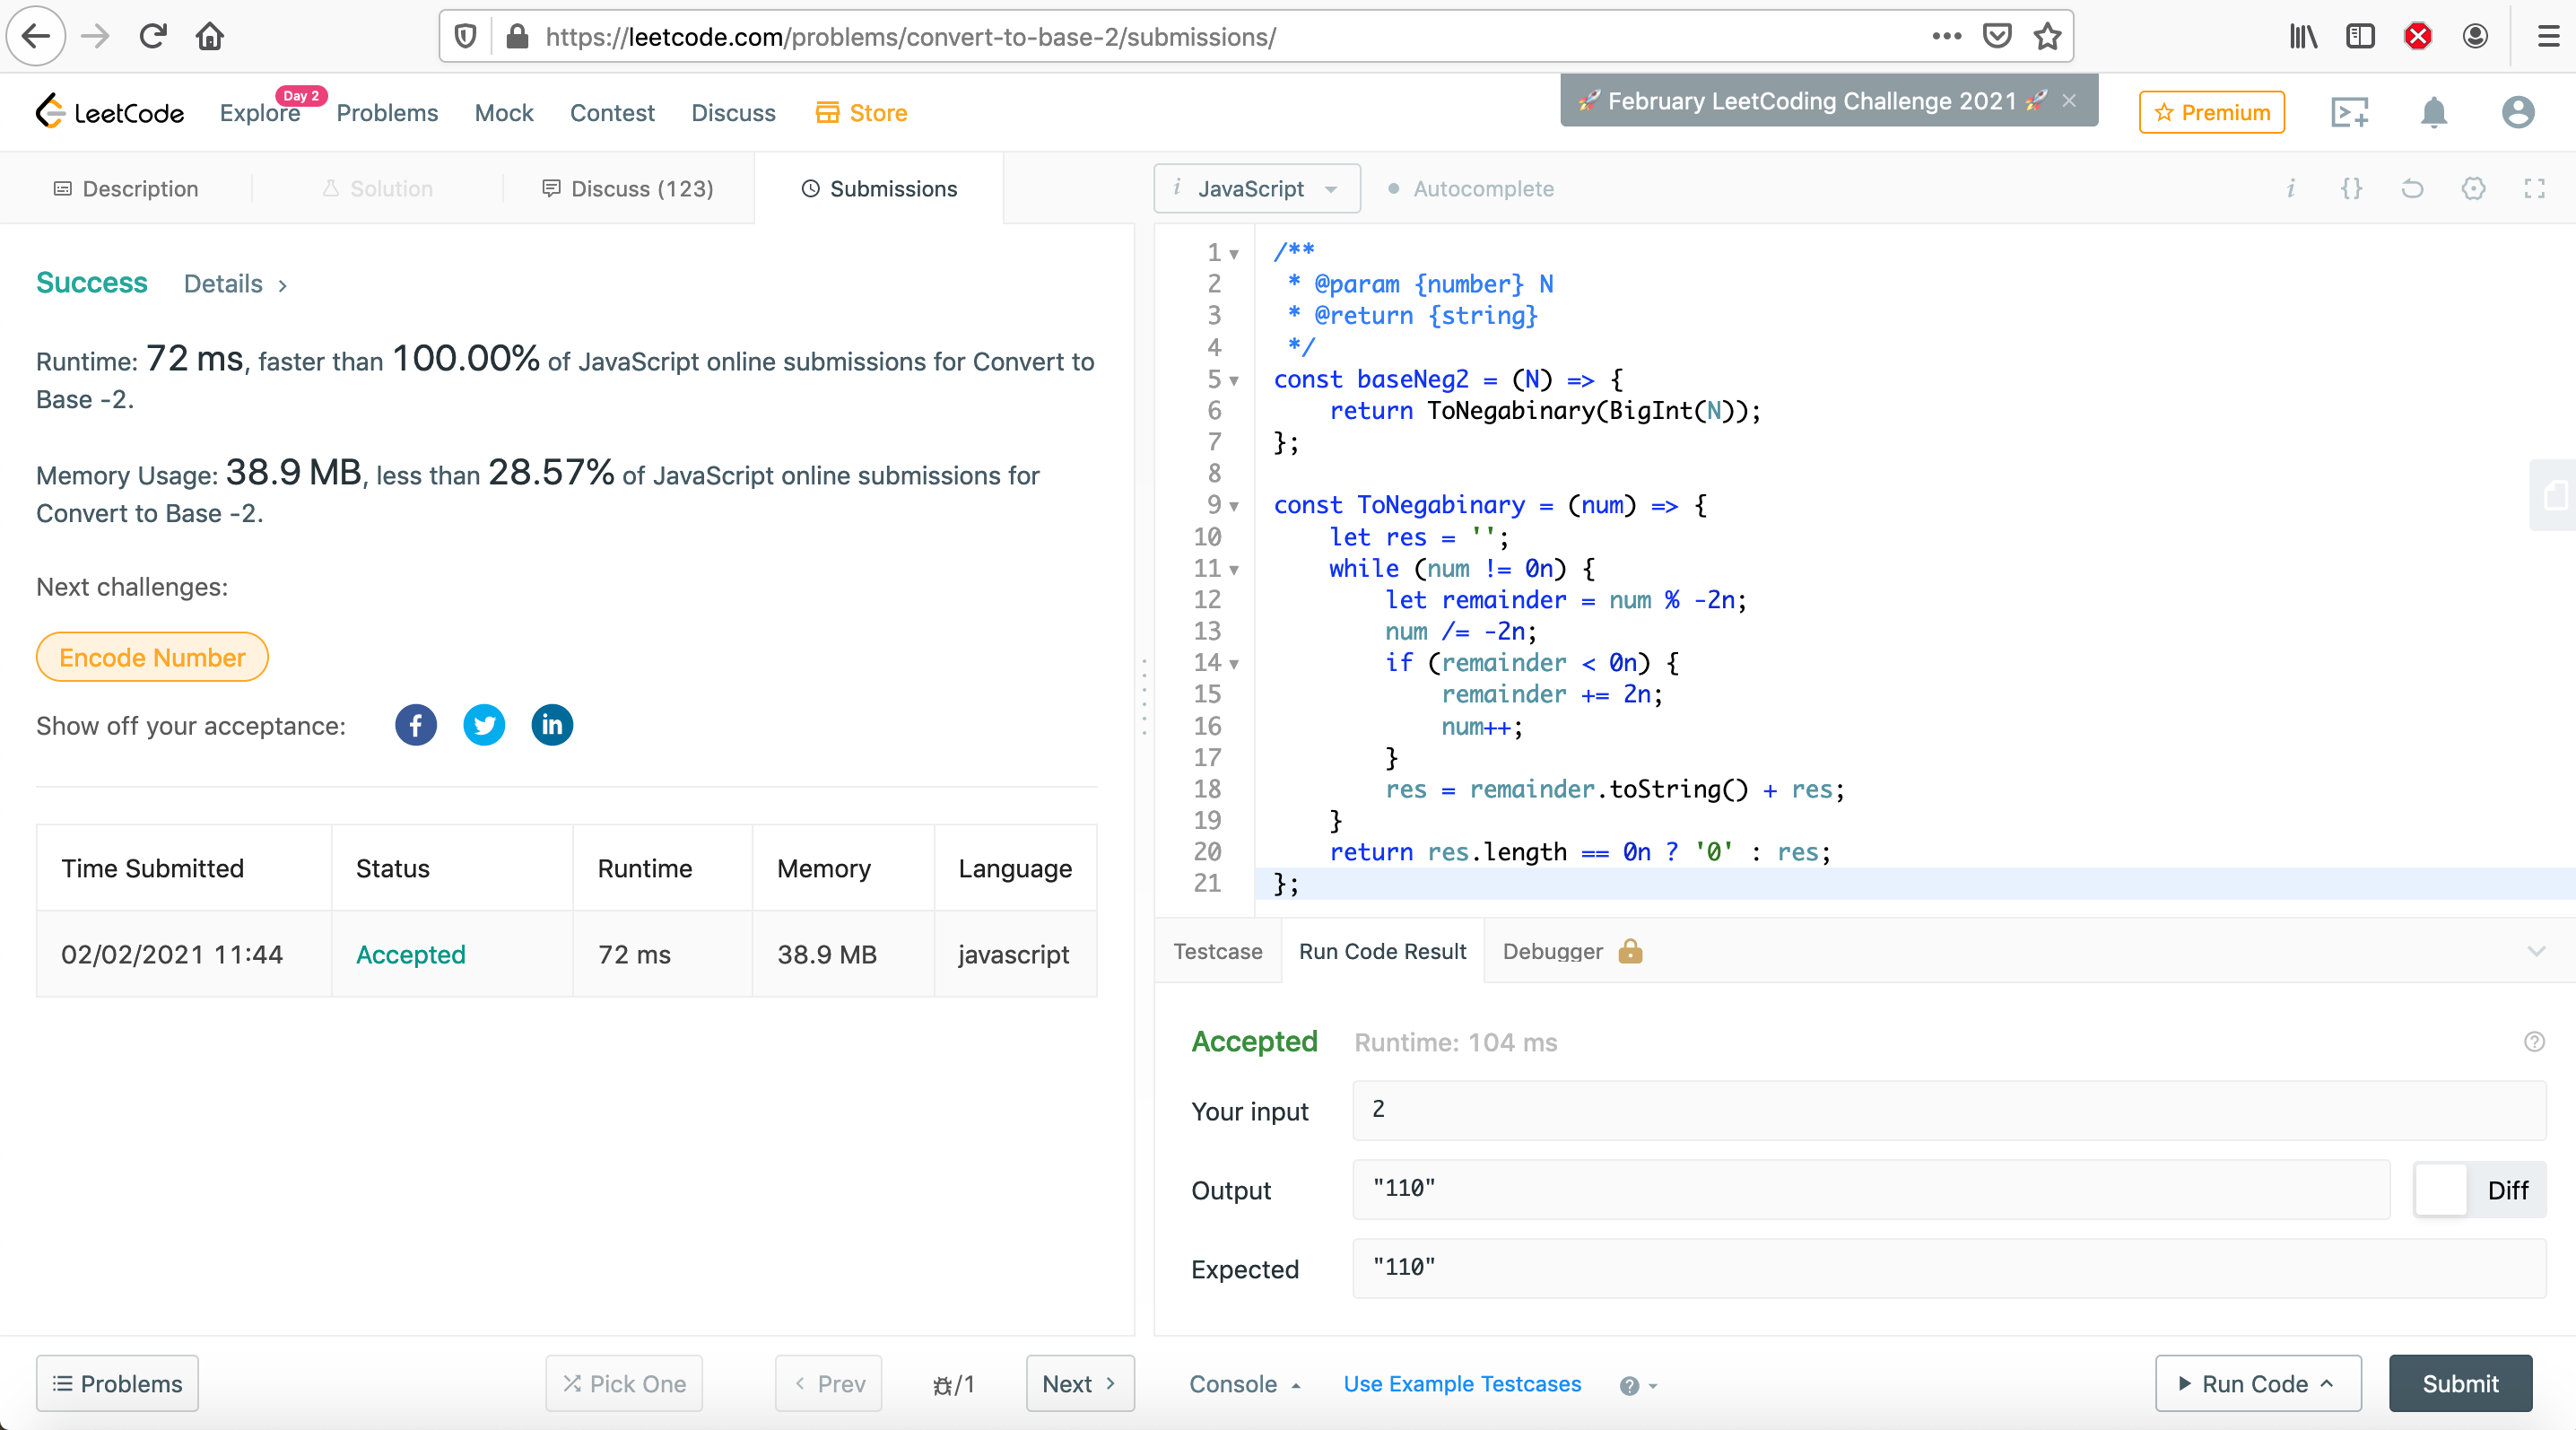 https://leetcode.com/problems/convert-to-base-2/submissions/
LeetCode
Explore
Day 2
Problems
Mock
Contest
Discuss
Store
🚀 February LeetCoding Challenge 2021 🚀
Premium
Description
Solution
Discuss (123)
Submissions
Success
Details
Runtime: 72 ms, faster than 100.00% of JavaScript online submissions for Convert to
Base -2.
Memory Usage: 38.9 MB, less than 28.57% of JavaScript online submissions for
Convert to Base -2.
Next challenges:
Encode Number
Show off your acceptance:
Time Submitted Status Runtime Memory Language
02/02/2021 11:44 Accepted 72 ms 38.9 MB javascript
Problems
Pick One
Prev
/1
Next
i JavaScript
Autocomplete
1 /**
2  * @param {number} N
3  * @return {string}
4  */
5 const baseNeg2 = (N) => {
6     return ToNegabinary(BigInt(N));
7 };
8
9 const ToNegabinary = (num) => {
10     let res = '';
11     while (num != 0n) {
12         let remainder = num % -2n;
13         num /= -2n;
14         if (remainder < 0n) {
15             remainder += 2n;
16             num++;
17         }
18         res = remainder.toString() + res;
19     }
20     return res.length == 0n ? '0' : res;
21 };
Testcase
Run Code Result
Debugger
Accepted
Runtime: 104 ms
Your input
2
Output
"110"
Diff
Expected
"110"
Console
Use Example Testcases
Run Code
Submit